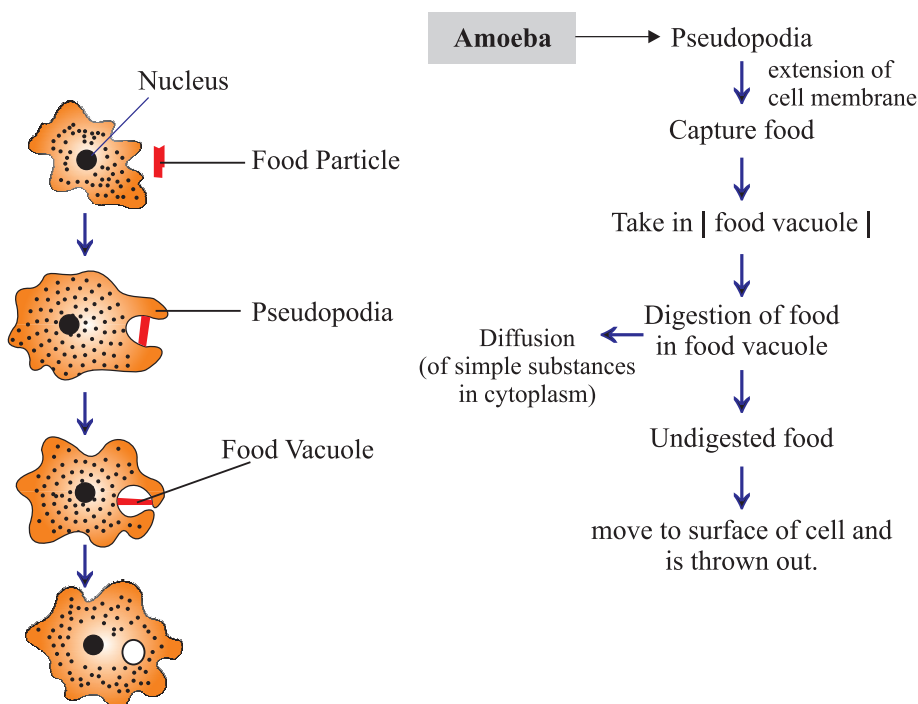 Nucleus
Food Particle
Pseudopodia
Food Vacuole
Amoeba
Pseudopodia
extension of
cell membrane
Capture food
Take in | food vacuole |
Digestion of food
in food vacuole
Diffusion
(of simple substances
in cytoplasm)
Undigested food
move to surface of cell and
is thrown out.